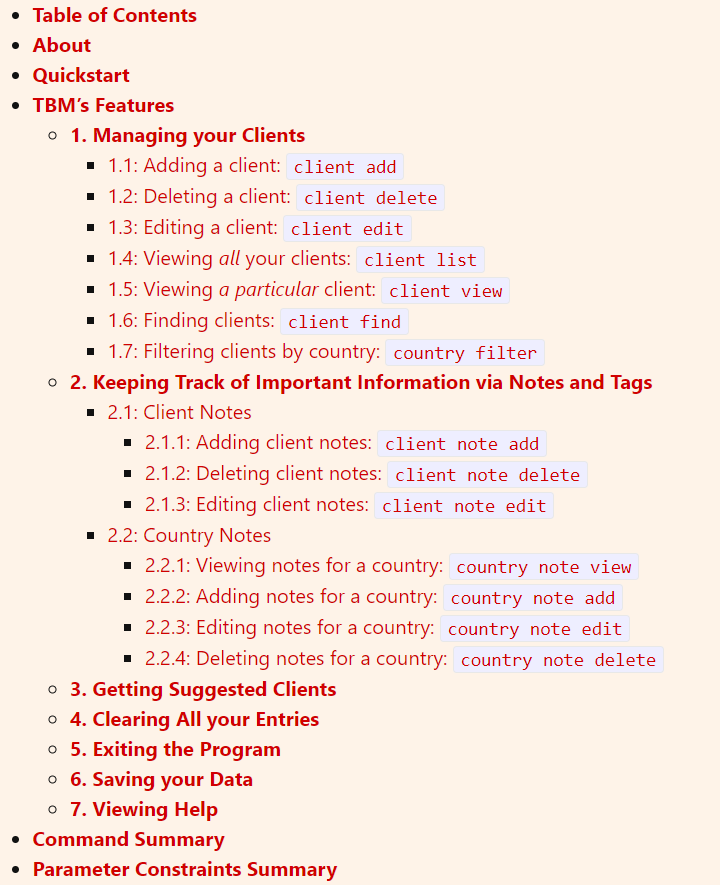 Table of Contents
About
Quickstart
TBM’s Features
1. Managing your Clients
1.1: Adding a client: client add
1.2: Deleting a client: client delete
1.3: Editing a client: client edit
1.4: Viewing all your clients: client list
1.5: Viewing a particular client: client view
1.6: Finding clients: client find
1.7: Filtering clients by country: country filter
2. Keeping Track of Important Information via Notes and Tags
2.1: Client Notes
2.1.1: Adding client notes: client note add
2.1.2: Deleting client notes: client note delete
2.1.3: Editing client notes: client note edit
2.2: Country Notes
2.2.1: Viewing notes for a country: country note view
2.2.2: Adding notes for a country: country note add
2.2.3: Editing notes for a country: country note edit
2.2.4: Deleting notes for a country: country note delete
3. Getting Suggested Clients
4. Clearing All your Entries
5. Exiting the Program
6. Saving your Data
7. Viewing Help
Command Summary
Parameter Constraints Summary